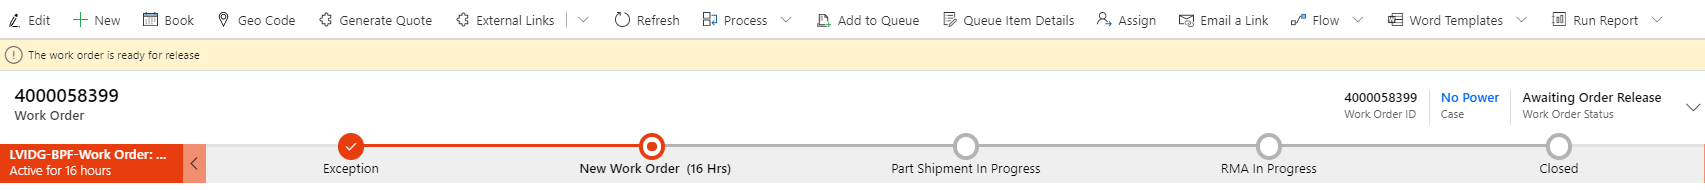 Edit New Book Geo Code Generate Quote External Links Refresh Process Add to Queue Queue Item Details Assign Email a Link Flow Word Templates Run Report
The work order is ready for release
4000058399
Work Order
4000058399 No Power Awaiting Order Release
Work Order ID Case Work Order Status
LVIDG-BPF-Work Order: ...
Active for 16 hours
Exception New Work Order (16 Hrs) Part Shipment In Progress RMA In Progress Closed